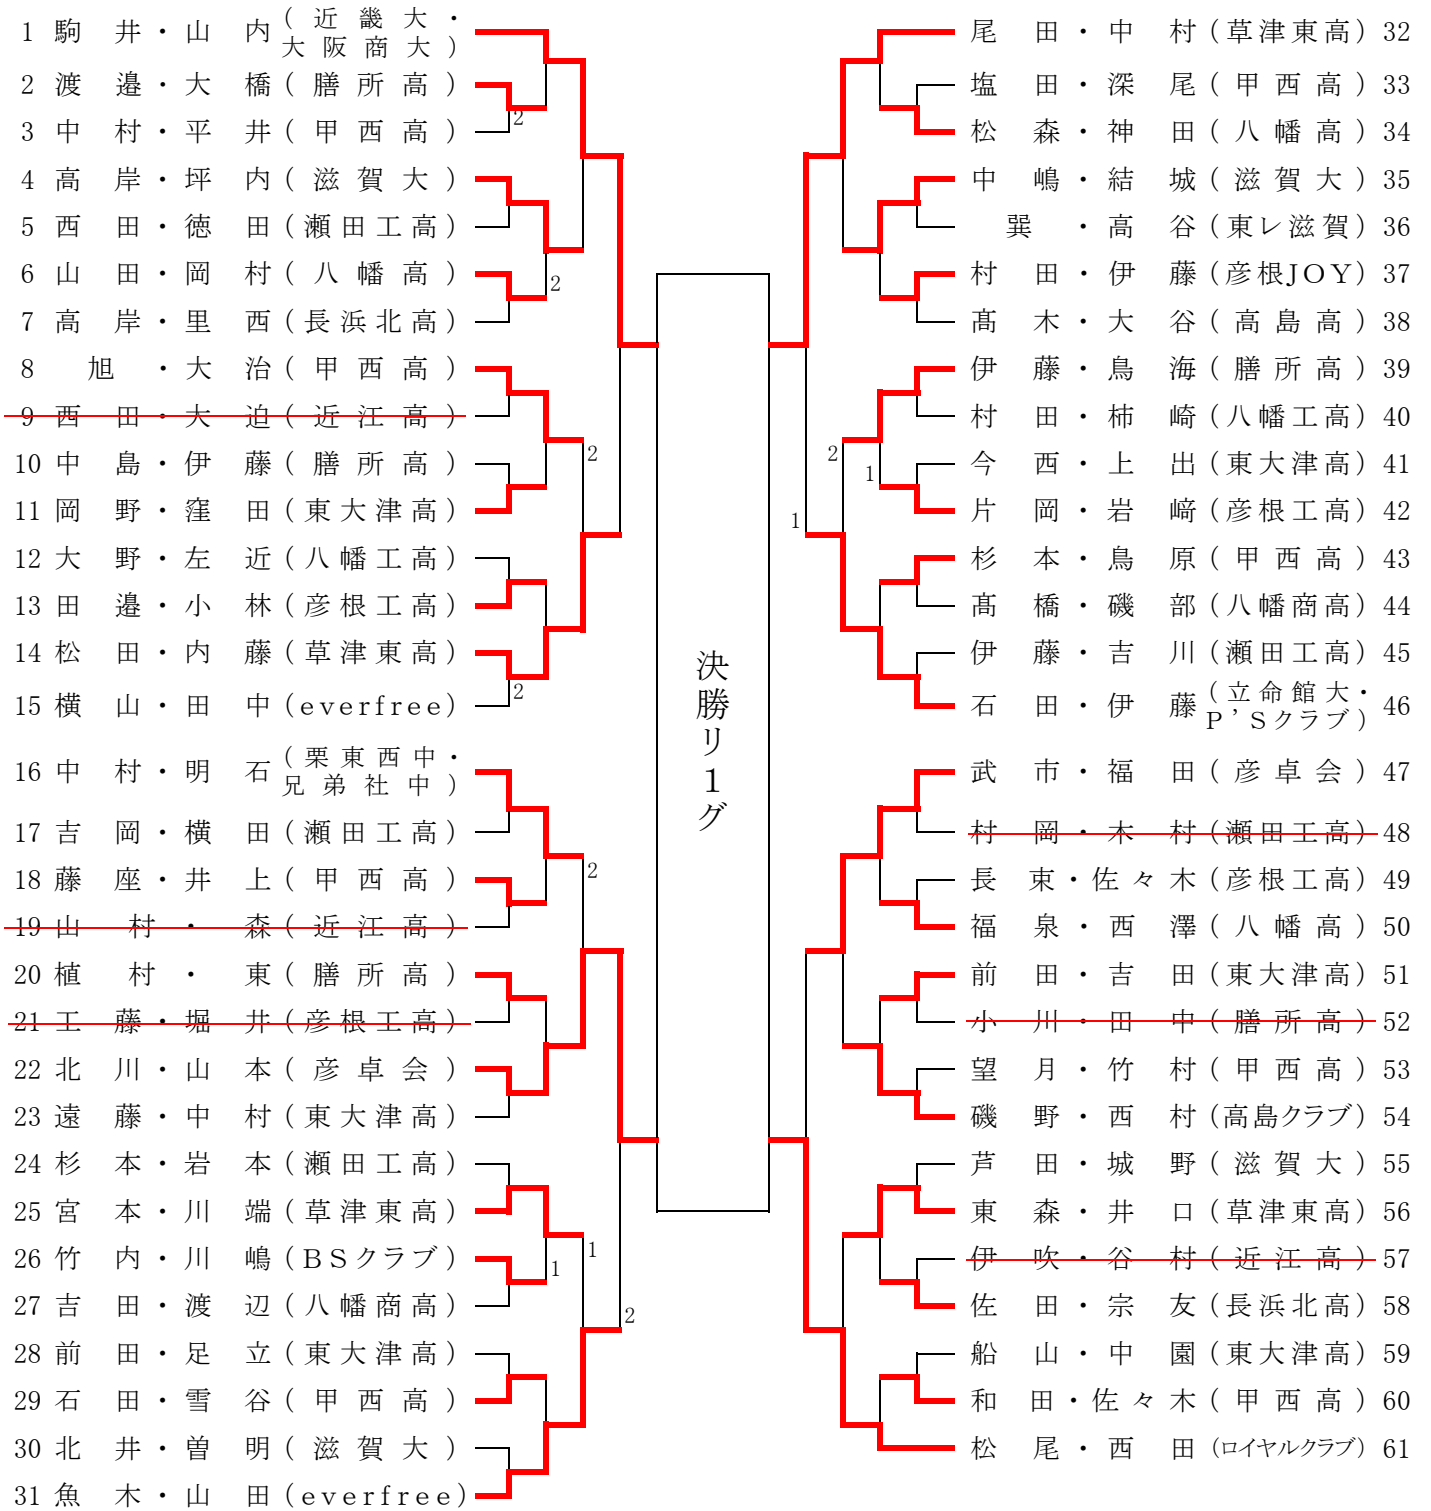 1 駒井・山内(近畿大・大阪商大)
2 渡邉・大橋(膳所高)
2
3 中村・平井(甲西高)
4 高岸・坪内(滋賀大)
5 西田・徳田(瀬田工高)
6 山田・岡村(八幡高)
2
7 高岸・里西(長浜北高)
8 旭・大治(甲西高)
9 西田・大迫(近江高)
2
10 中島・伊藤(膳所高)
11 岡野・窪田(東大津高)
12 大野・左近(八幡工高)
13 田邉・小林(彦根工高)
14 松田・内藤(草津東高)
2
15 横山・田中(everfree)
16 中村・明石(栗東西中・兄弟社中)
17 吉岡・横田(瀬田工高)
2
18 藤座・井上(甲西高)
19 山村・森(近江高)
20 植村・東(膳所高)
21 工藤・堀井(彦根工高)
22 北川・山本(彦卓会)
23 遠藤・中村(東大津高)
24 杉本・岩本(瀬田工高)
25 宮本・川端(草津東高)
1
26 竹内・川嶋(BSクラブ)
1
27 吉田・渡辺(八幡商高)
2
28 前田・足立(東大津高)
29 石田・雪谷(甲西高)
30 北井・曽明(滋賀大)
31 魚木・山田(everfree)
決勝リ1グ
尾田・中村(草津東高) 32
塩田・深尾(甲西高) 33
松森・神田(八幡高) 34
中嶋・結城(滋賀大) 35
巽・高谷(東レ滋賀) 36
村田・伊藤(彦根JOY) 37
髙木・大谷(高島高) 38
伊藤・鳥海(膳所高) 39
村田・柿崎(八幡工高) 40
2
今西・上出(東大津高) 41
1
片岡・岩﨑(彦根工高) 42
1
杉本・鳥原(甲西高) 43
髙橋・磯部(八幡商高) 44
伊藤・吉川(瀬田工高) 45
石田・伊藤(立命館大・P’Sクラブ) 46
武市・福田(彦卓会) 47
村岡・木村(瀬田工高) 48
長束・佐々木(彦根工高) 49
福泉・西澤(八幡高) 50
前田・吉田(東大津高) 51
小川・田中(膳所高) 52
望月・竹村(甲西高) 53
磯野・西村(高島クラブ) 54
芦田・城野(滋賀大) 55
東森・井口(草津東高) 56
伊吹・谷村(近江高) 57
佐田・宗友(長浜北高) 58
船山・中園(東大津高) 59
和田・佐々木(甲西高) 60
松尾・西田(ロイヤルクラブ) 61